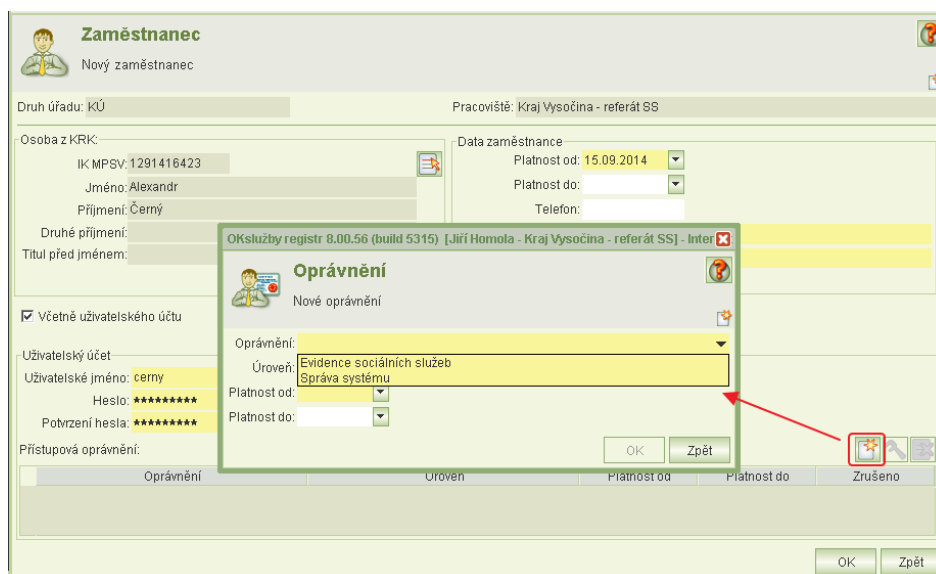 Zaměstnanec
Nový zaměstnanec
Druh úřadu: KÚ
Pracoviště: Kraj Vysočina - referát SS
Osoba z KRK:
IK MPSV: 1291416423
Jméno: Alexandr
Příjmení: Černý
Druhé příjmení:
Titul před jménem:
Data zaměstnance
Platnost od: 15.09.2014
Platnost do:
Telefon:
Včetně uživatelského účtu
Uživatelský účet
Uživatelské jméno: cerny
Heslo: *********
Potvrzení hesla: *********
Přístupová oprávnění:
OKslužby registr 8.00.56 (build 5315) [Jiří Homola - Kraj Vysočina - referát SS] - Inter
Oprávnění
Nové oprávnění
Oprávnění:
Úroveň:
Evidence sociálních služeb
Správa systému
Platnost od:
Platnost do:
OK Zpět
Oprávnění Úroveň Platnost od Platnost do Zrušeno
OK Zpět